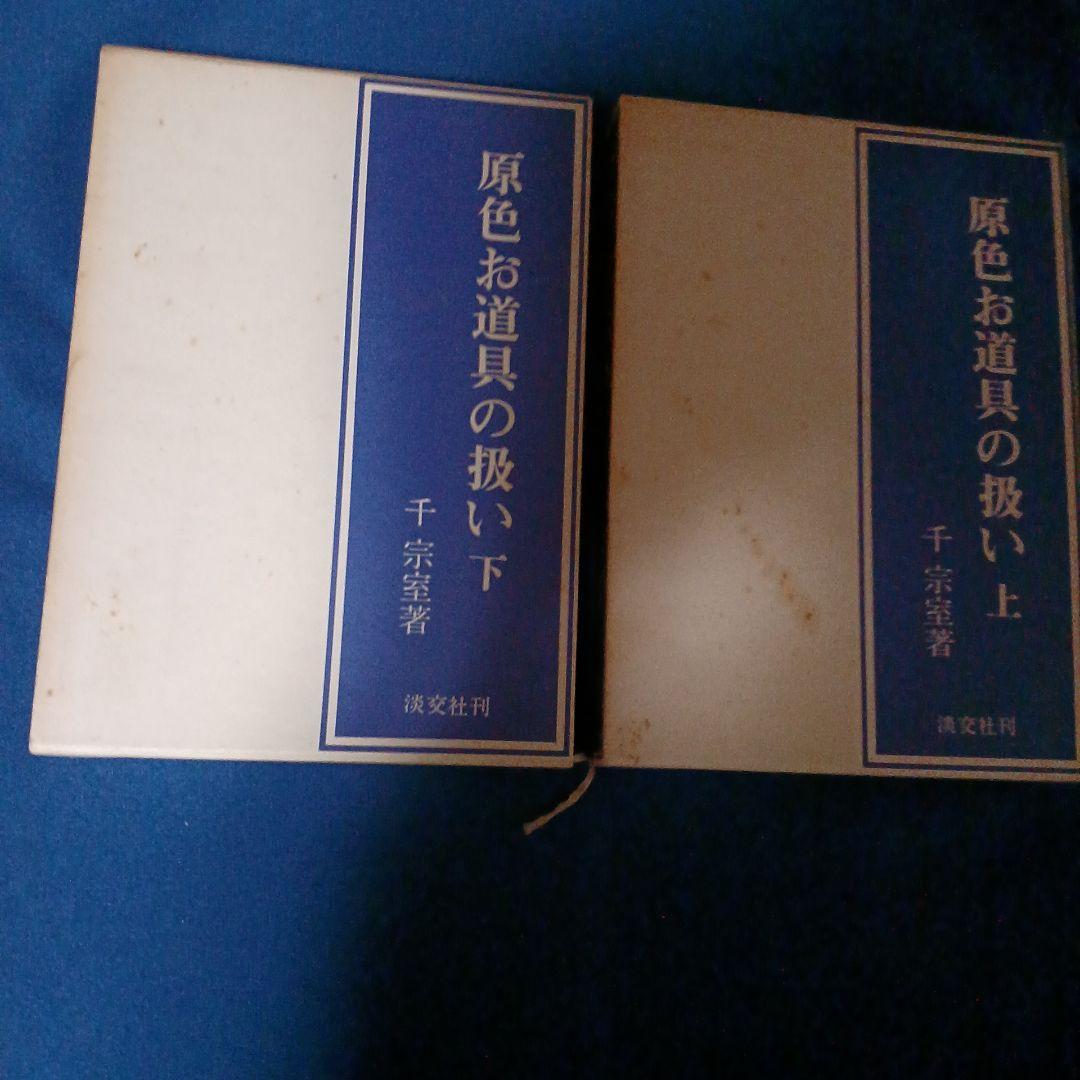 原色お道具の扱い 下
千 宗室著
淡交社刊
原色お道具の扱い 上
千 宗室著
淡交社刊